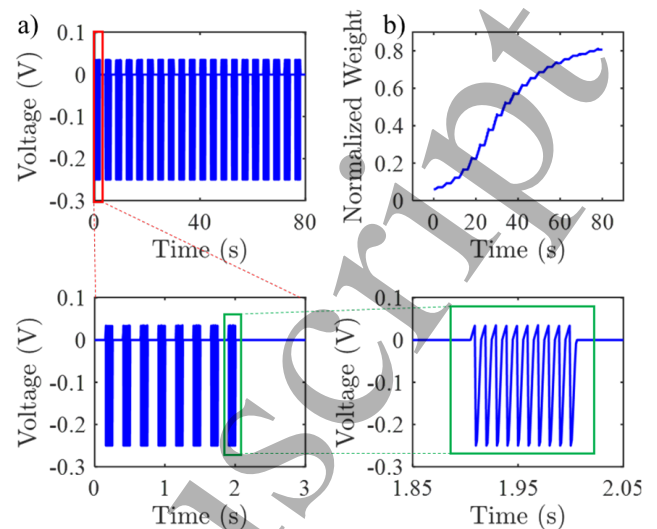 a)
0.1
0
-0.1
-0.2
-0.3
Voltage (V)
0 40 80
Time (s)
b)
0.8
0.6
0.4
0.2
0
Normalized Weight
0 20 40 60 80
Time (s)
0.1
0
-0.1
-0.2
-0.3
Voltage (V)
0 1 2 3
Time (s)
0.1
0
-0.1
-0.2
-0.3
Voltage (V)
1.85 1.95 2.05
Time (s)
script